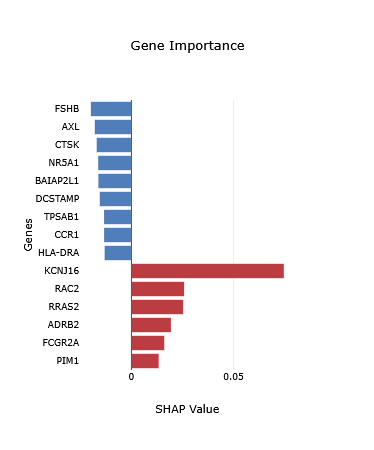 Gene Importance
Genes
FSHB
AXL
CTSK
NR5A1
BAIAP2L1
DCSTAMP
TPSAB1
CCR1
HLA-DRA
KCNJ16
RAC2
RRAS2
ADRB2
FCGR2A
PIM1
0 0.05
SHAP Value